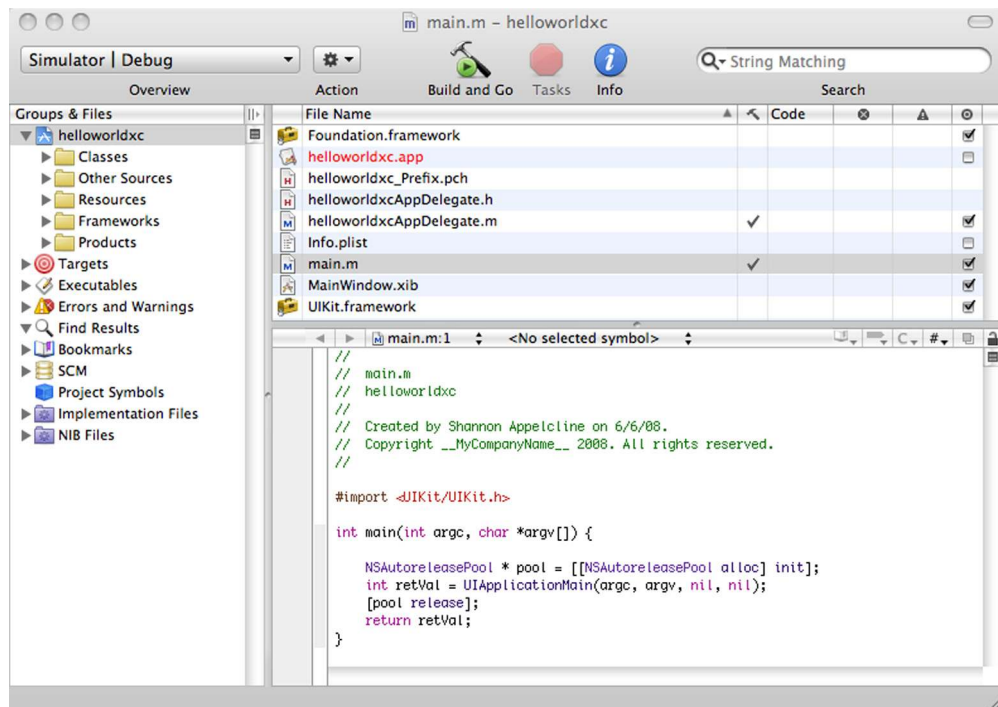 main.m – helloworldxc
Simulator | Debug
String Matching
Overview
Action
Build and Go
Tasks
Info
Search
Groups & Files
helloworldxc
Classes
Other Sources
Resources
Frameworks
Products
Targets
Executables
Errors and Warnings
Find Results
Bookmarks
SCM
Project Symbols
Implementation Files
NIB Files
File Name Code
Foundation.framework
helloworldxc.app
helloworldxc_Prefix.pch
helloworldxcAppDelegate.h
helloworldxcAppDelegate.m
Info.plist
main.m
MainWindow.xib
UIKit.framework
main.m:1 <No selected symbol> C #
//
// main.m
// helloworldxc
//
// Created by Shannon Appelcline on 6/6/08.
// Copyright __MyCompanyName__ 2008. All rights reserved.
//
#import <UIKit/UIKit.h>
int main(int argc, char *argv[]) {
NSAutoreleasePool * pool = [[NSAutoreleasePool alloc] init];
int retVal = UIApplicationMain(argc, argv, nil, nil);
[pool release];
return retVal;
}